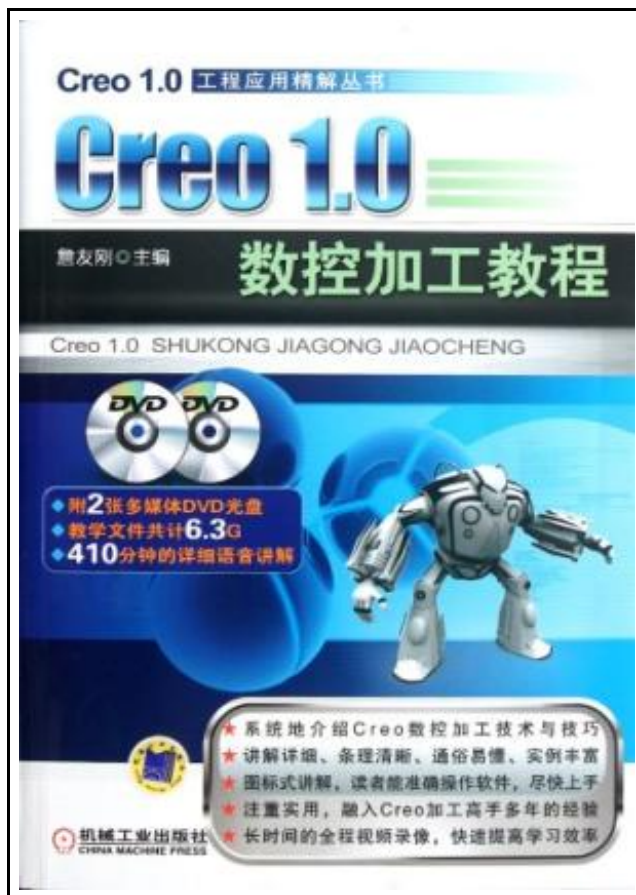 Creo 1.0 工程应用精解丛书
Creo 1.0
詹友刚◎主编
数控加工教程
Creo 1.0 SHUKONG JIAGONG JIAOCHENG
DVD DVD
◆附2张多媒体DVD光盘
◆教学文件共计6.3G
◆410分钟的详细语音讲解
★ 系统地介绍Creo数控加工技术与技巧
★ 讲解详细、条理清晰、通俗易懂、实例丰富
★ 图标式讲解，读者能准确操作软件，尽快上手
★ 注重实用，融入Creo加工高手多年的经验
★ 长时间的全程视频录像，快速提高学习效率
机械工业出版社
CHINA MACHINE PRESS